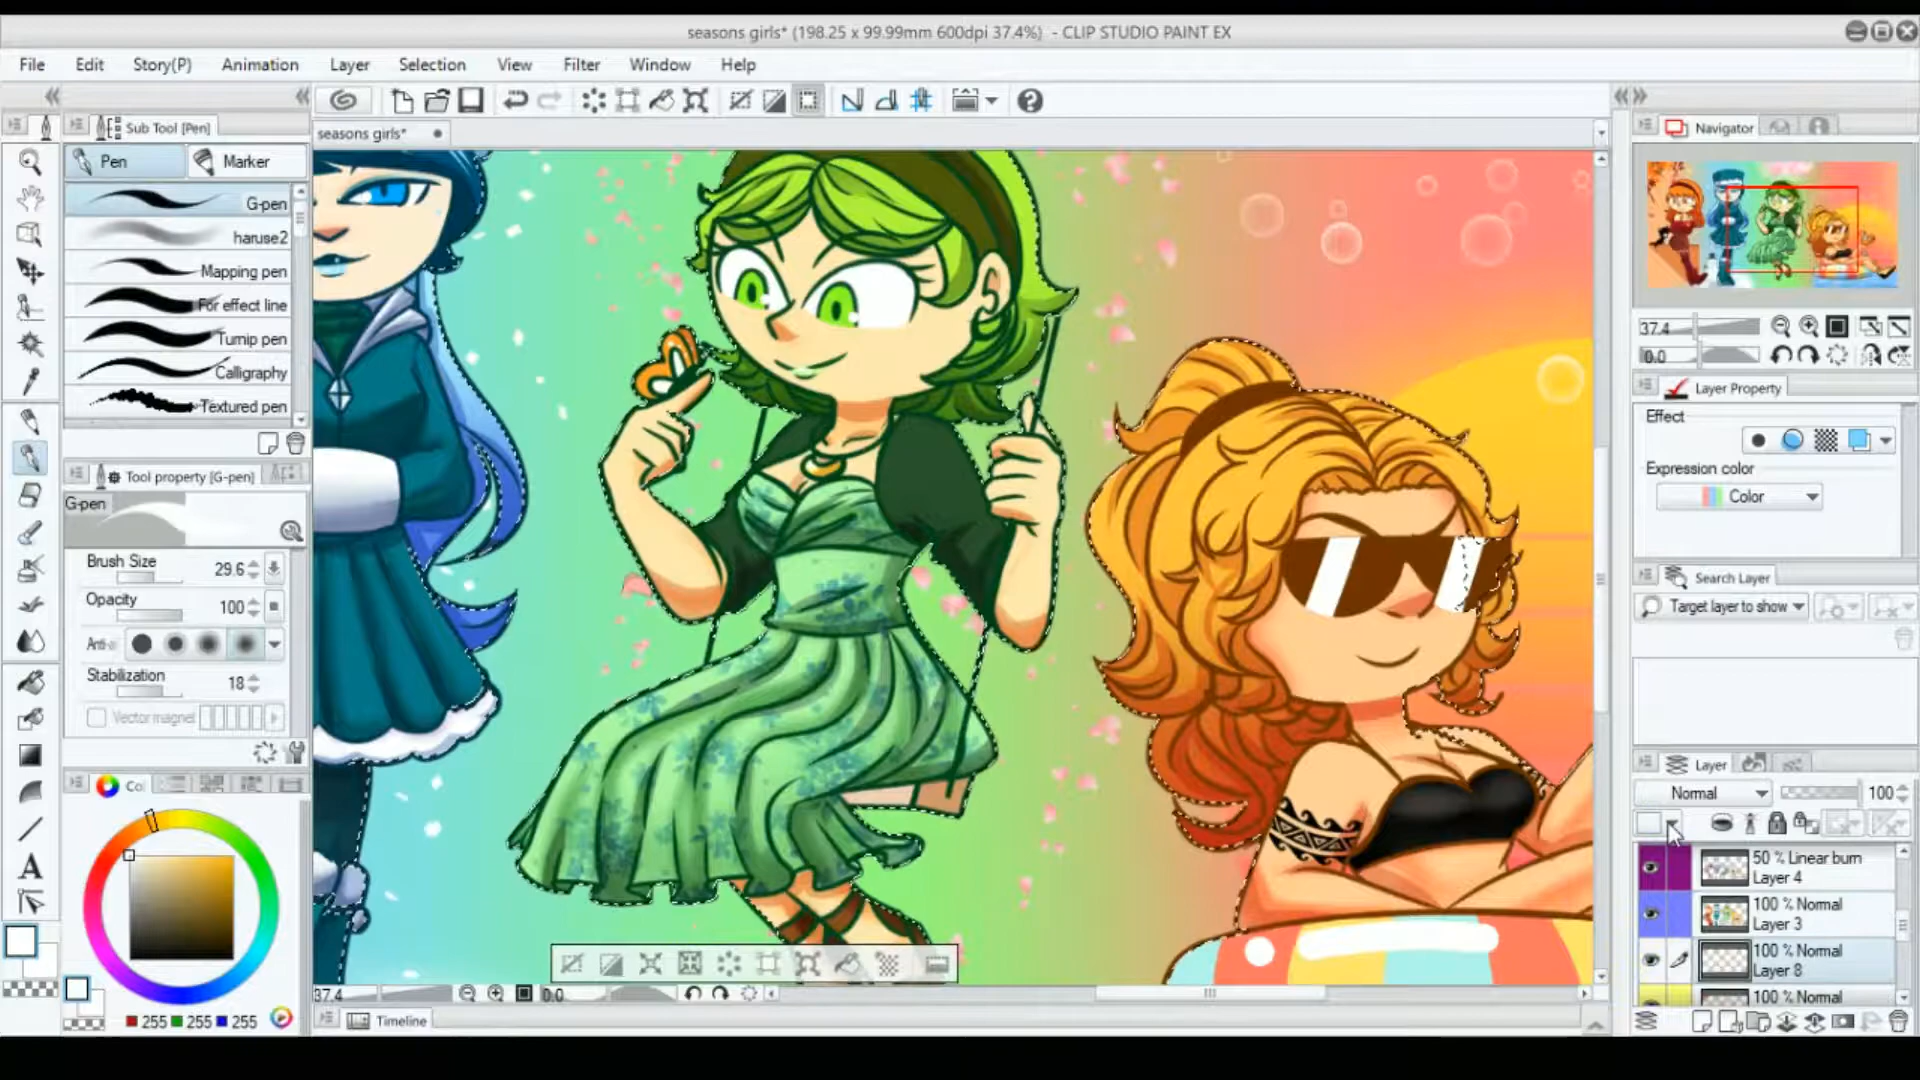 seasons girls* (198.25 x 99.99mm 600dpi 37.4%) - CLIP STUDIO PAINT EX
File Edit Story(P) Animation Layer Selection View Filter Window Help
Sub Tool [Pen]
Pen
Marker
G-pen
haruse2
Mapping pen
For effect line
Turnip pen
Calligraphy
Textured pen
Tool property [G-pen]
G-pen
Brush Size 29.6
Opacity 100
Stabilization 18
Vector magnet
255 255 255
seasons girls*
37.4
0.0
Timeline
Navigator
37.4
0.0
Layer Property
Effect
Expression color
Color
Search Layer
Target layer to show
Layer
Normal 100
50 % Linear burn
Layer 4
100 % Normal
Layer 3
100 % Normal
Layer 8
100 % Normal